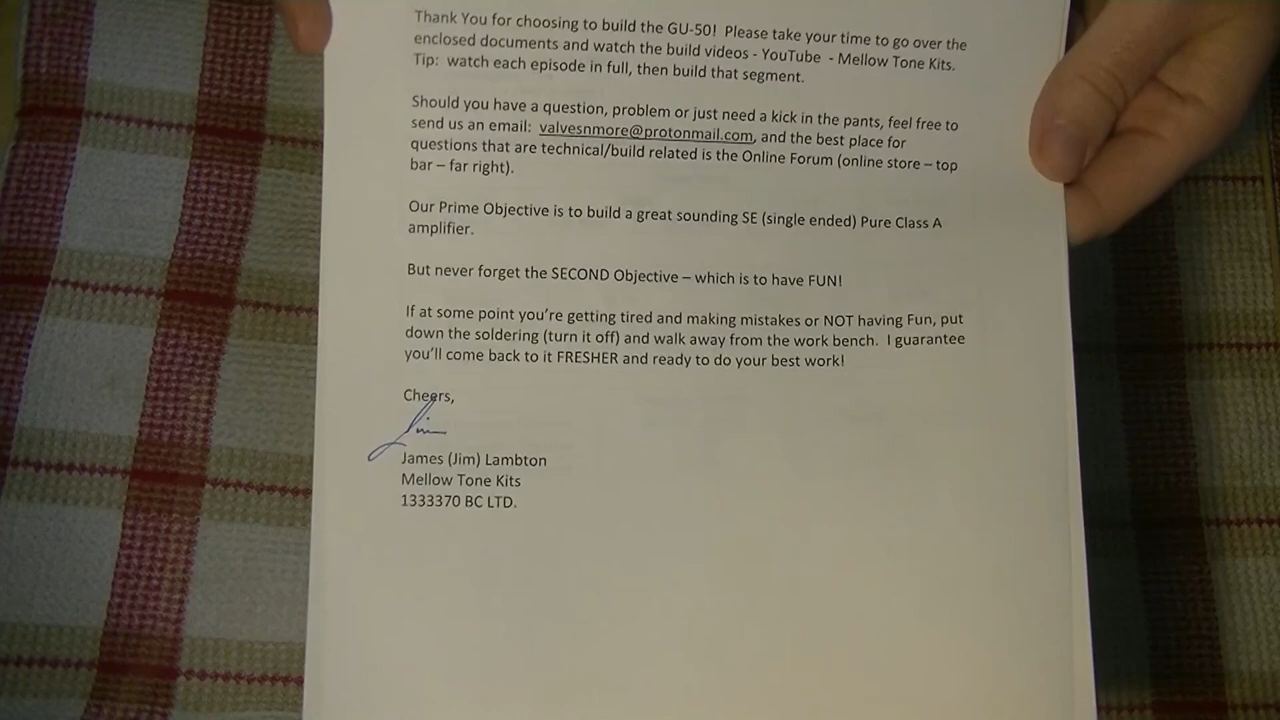 Thank You for choosing to build the GU-50!  Please take your time to go over the
enclosed documents and watch the build videos - YouTube  - Mellow Tone Kits.
Tip:  watch each episode in full, then build that segment.
Should you have a question, problem or just need a kick in the pants, feel free to
send us an email:  valvesnmore@protonmail.com, and the best place for
questions that are technical/build related is the Online Forum (online store – top
bar – far right).
Our Prime Objective is to build a great sounding SE (single ended) Pure Class A
amplifier.
But never forget the SECOND Objective – which is to have FUN!
If at some point you're getting tired and making mistakes or NOT having Fun, put
down the soldering (turn it off) and walk away from the work bench.  I guarantee
you'll come back to it FRESHER and ready to do your best work!
Cheers,
Jim
James (Jim) Lambton
Mellow Tone Kits
1333370 BC LTD.